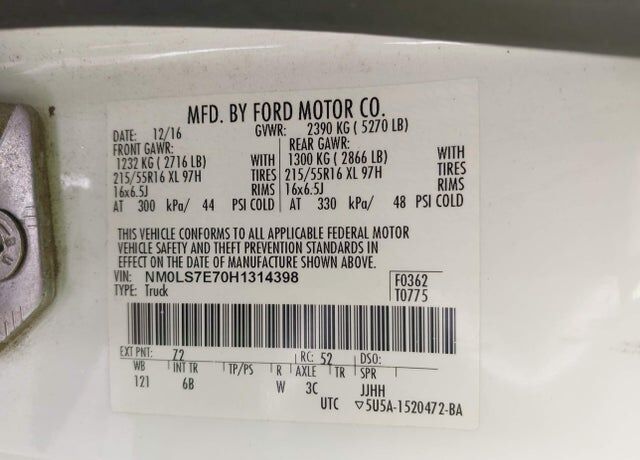 MFD. BY FORD MOTOR CO.
DATE: 12/16 GVWR: 2390 KG ( 5270 LB)
FRONT GAWR: REAR GAWR:
1232 KG ( 2716 LB) WITH 1300 KG ( 2866 LB) WITH
215/55R16 XL 97H TIRES 215/55R16 XL 97H TIRES
16x6.5J RIMS 16x6.5J RIMS
AT 300 kPa/ 44 PSI COLD AT 330 kPa/ 48 PSI COLD
THIS VEHICLE CONFORMS TO ALL APPLICABLE FEDERAL MOTOR
VEHICLE SAFETY AND THEFT PREVENTION STANDARDS IN
EFFECT ON THE DATE OF MANUFACTURE SHOWN ABOVE.
VIN: NM0LS7E70H1314398 F0362
TYPE: Truck T0775
EXT PNT: Z2 RC: 52 DSO:
WB INT TR TP/PS R AXLE TR SPR
121 6B W 3C JJHH
UTC ▽5U5A-1520472-BA